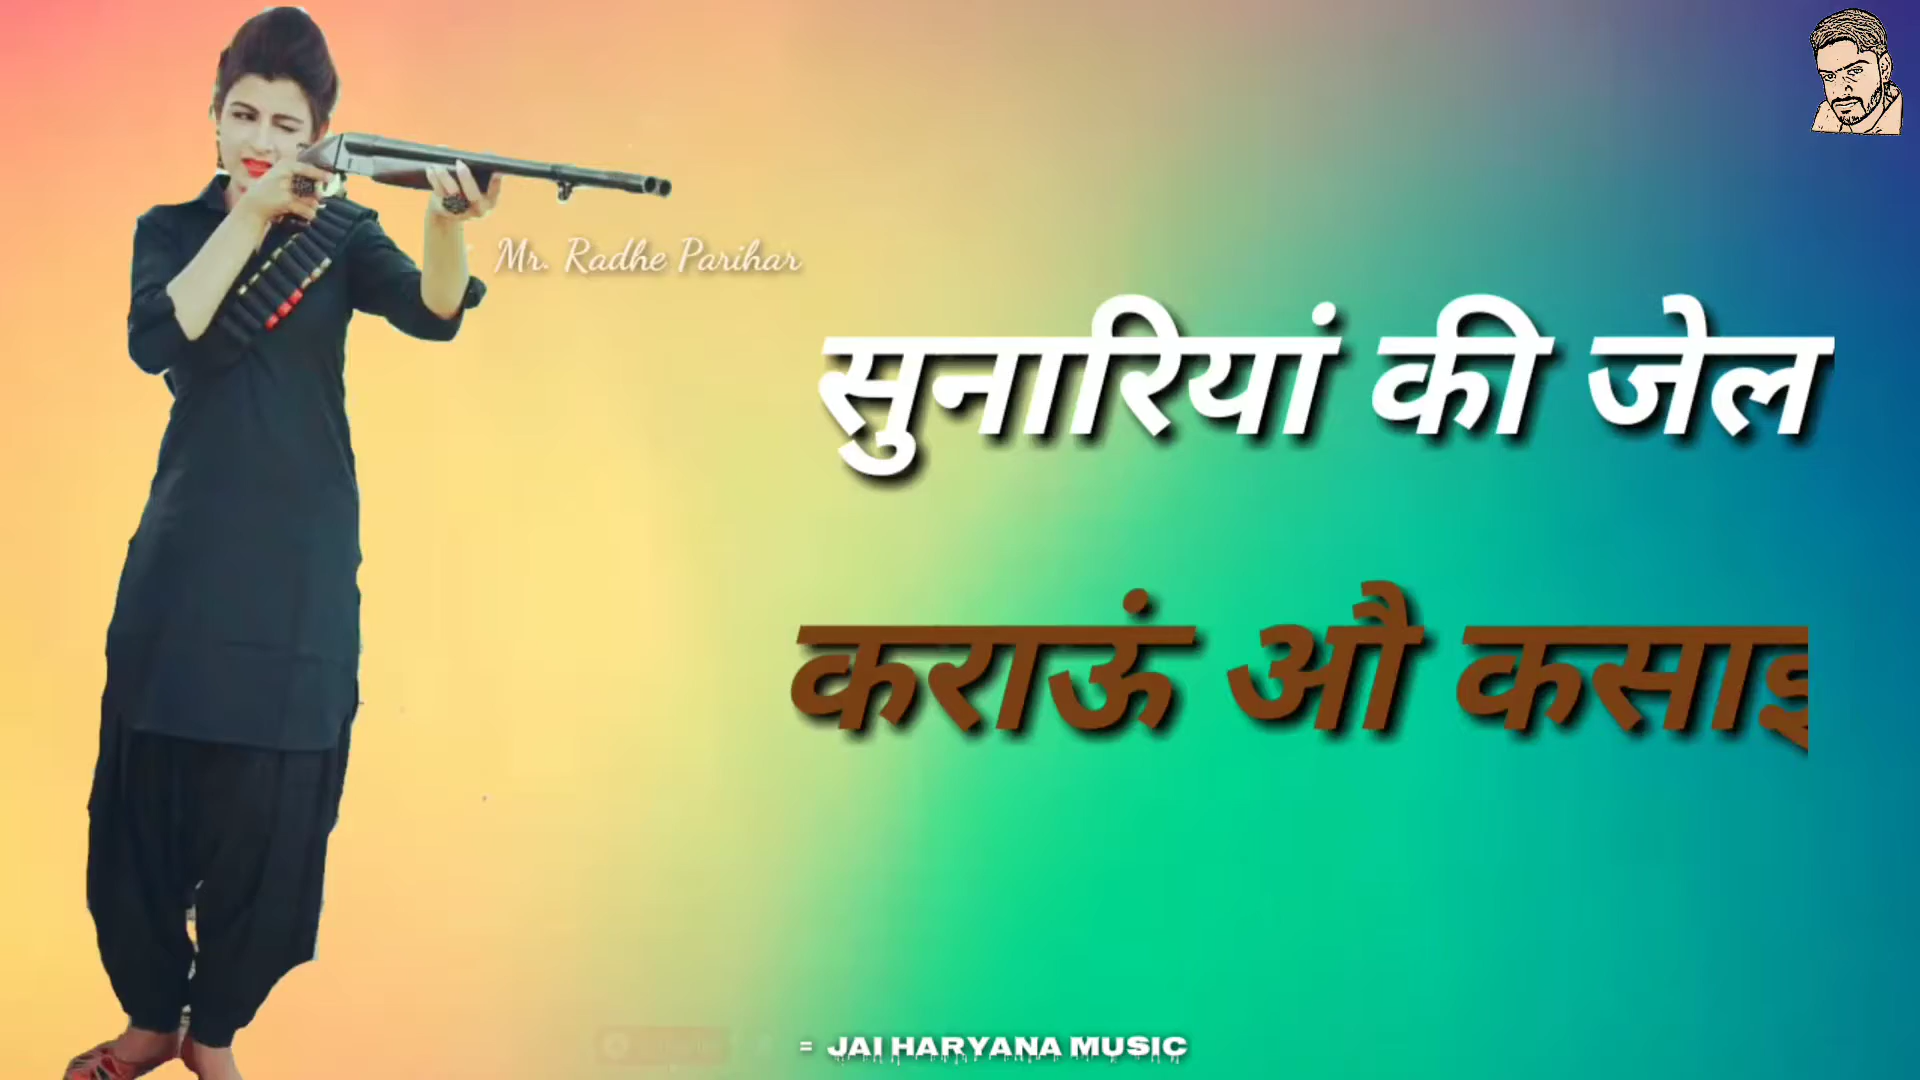 Mr. Radhe Parihar
सुनारियां की जेल
कराऊं औ कसाइ
= JAI HARYANA MUSIC